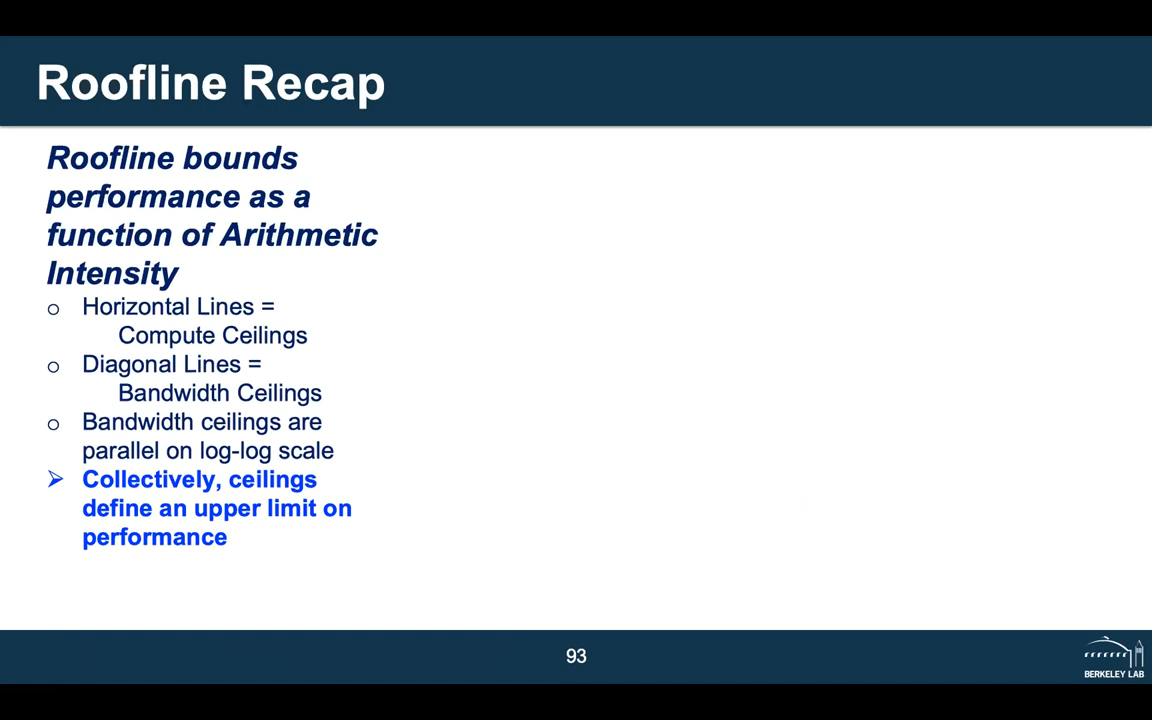 Roofline Recap
Roofline bounds
performance as a
function of Arithmetic
Intensity
o Horizontal Lines =
Compute Ceilings
o Diagonal Lines =
Bandwidth Ceilings
o Bandwidth ceilings are
parallel on log-log scale
➢ Collectively, ceilings
define an upper limit on
performance
93
BERKELEY LAB